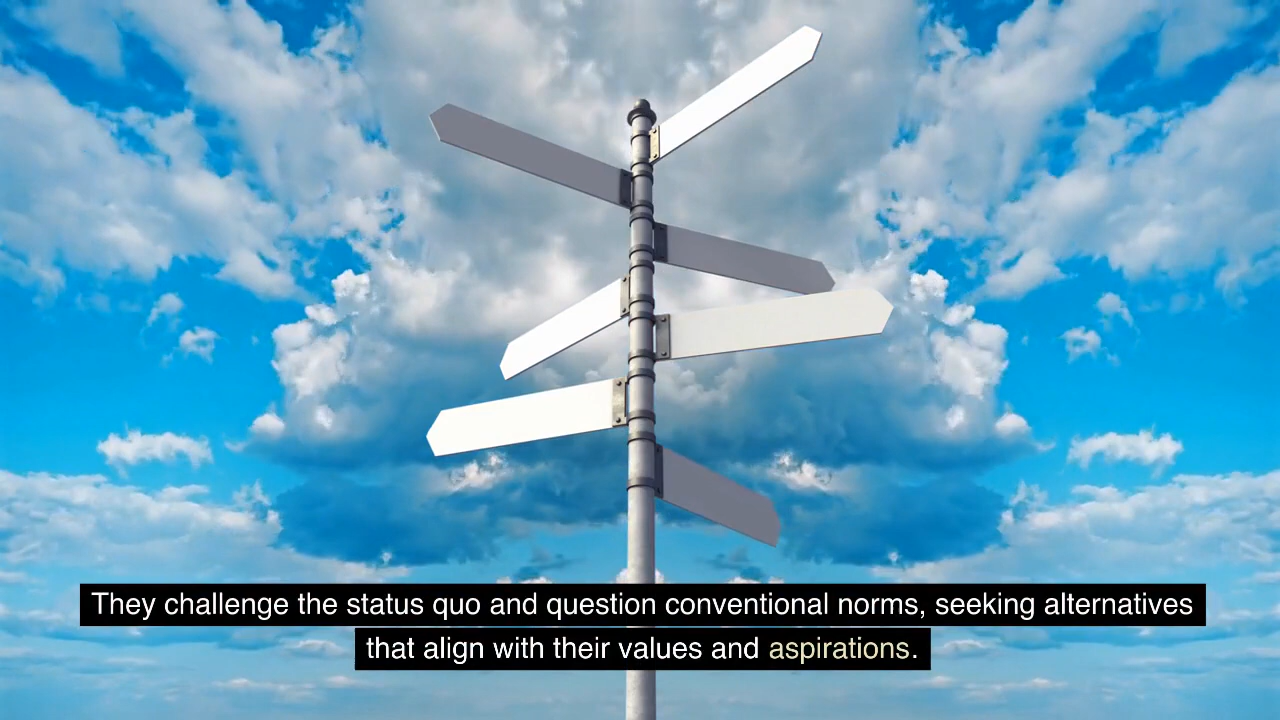 They challenge the status quo and question conventional norms, seeking alternatives
that align with their values and aspirations.